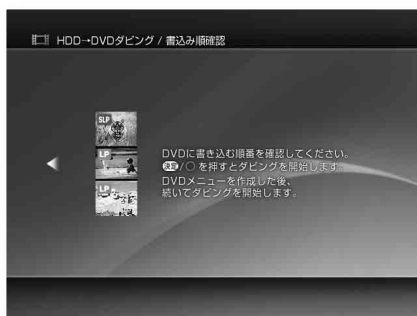 HDD→DVDダビング / 書込み順確認
SLP
LP
LP
DVDに書き込む順番を確認してください。
決定/○ を押すとダビングを開始します。
DVDメニューを作成した後、
続いてダビングを開始します。